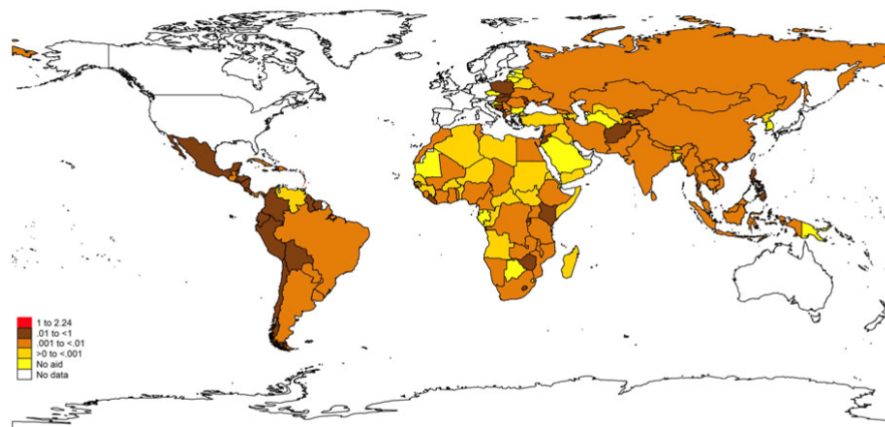 1 to 2.24
.01 to <1
.001 to <.01
>0 to <.001
No aid
No data